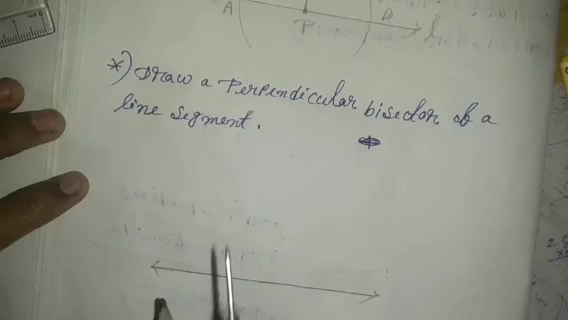 A P B l
*) Draw a Perpendicular bisector of a
line segment.